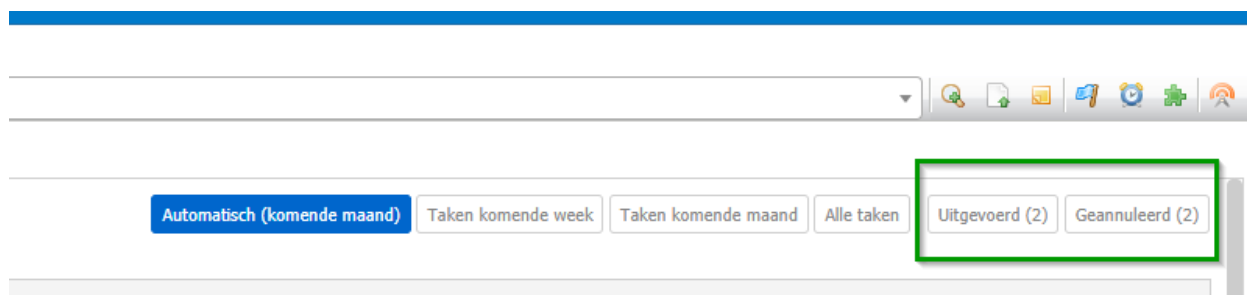 Automatisch (komende maand) Taken komende week Taken komende maand Alle taken Uitgevoerd (2) Geannuleerd (2)